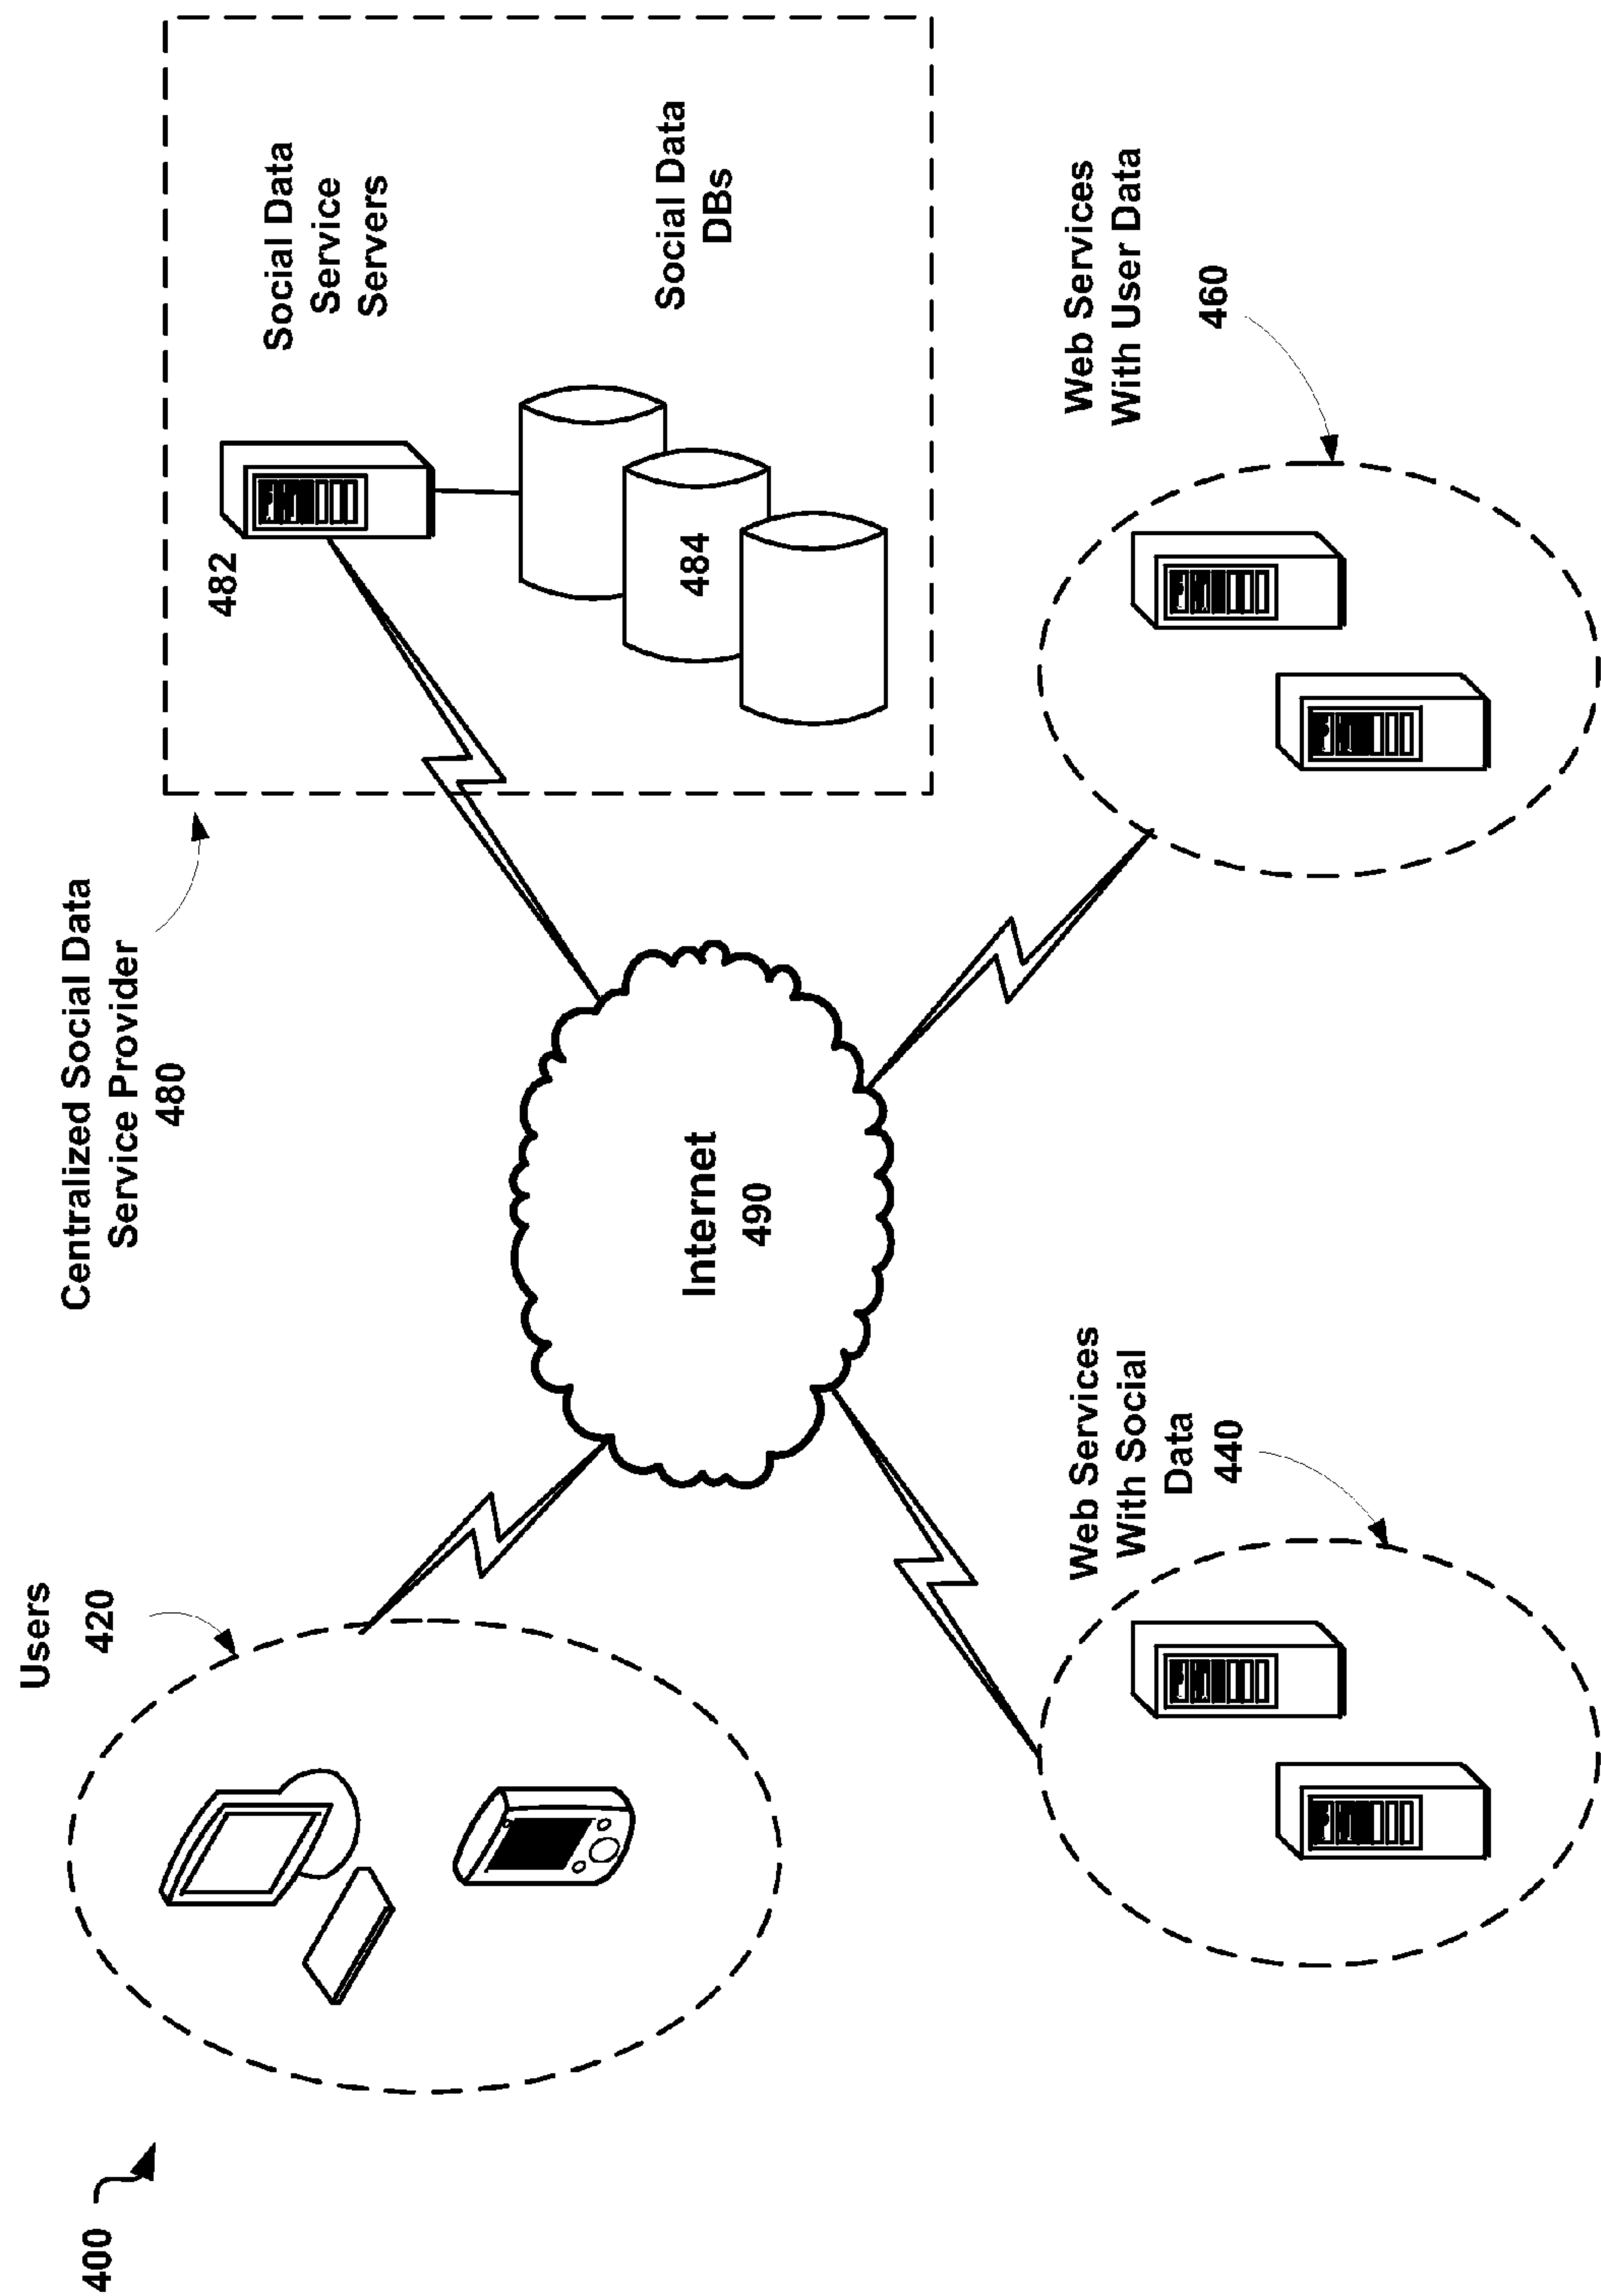 Users
420
Centralized Social Data
Service Provider
480
482
Social Data
Service
Servers
484
Social Data
DBs
Internet
490
Web Services
With Social
Data
440
Web Services
With User Data
460
400